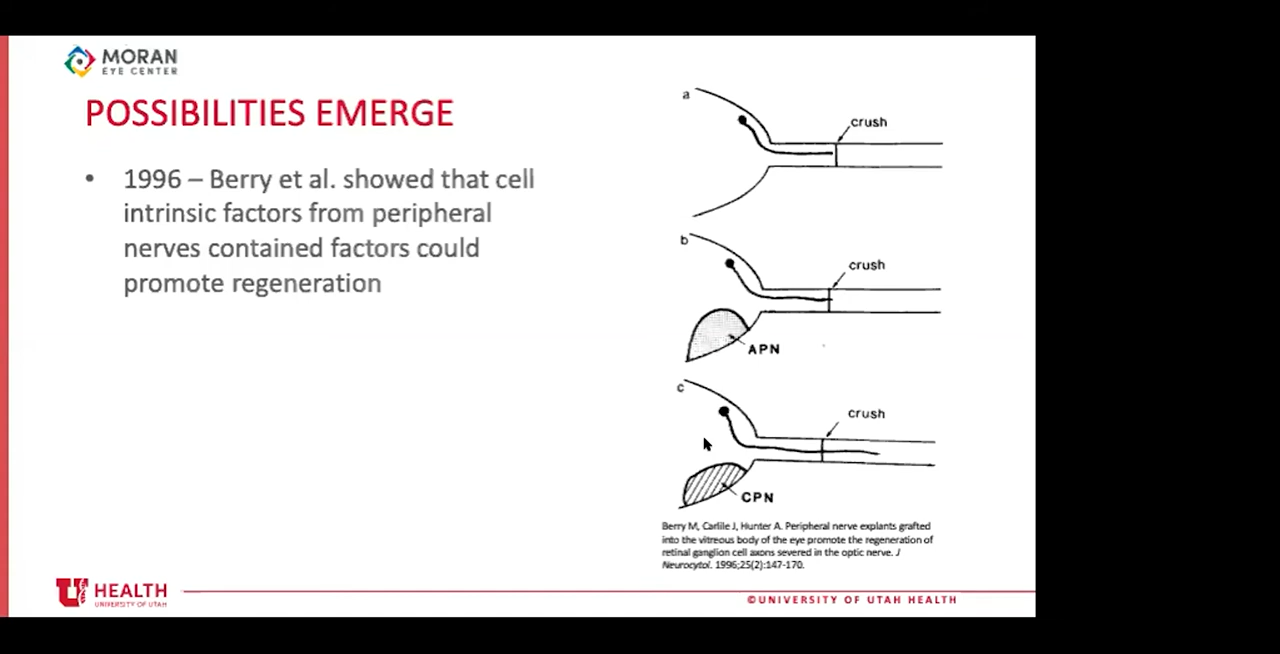 MORAN
EYE CENTER
POSSIBILITIES EMERGE
• 1996 – Berry et al. showed that cell
intrinsic factors from peripheral
nerves contained factors could
promote regeneration
a
crush
b
crush
APN
c
crush
CPN
Berry M, Carlile J, Hunter A. Peripheral nerve explants grafted
into the vitreous body of the eye promote the regeneration of
retinal ganglion cell axons severed in the optic nerve. J
Neurocytol. 1996;25(2):147-170.
HEALTH
UNIVERSITY OF UTAH
©UNIVERSITY OF UTAH HEALTH